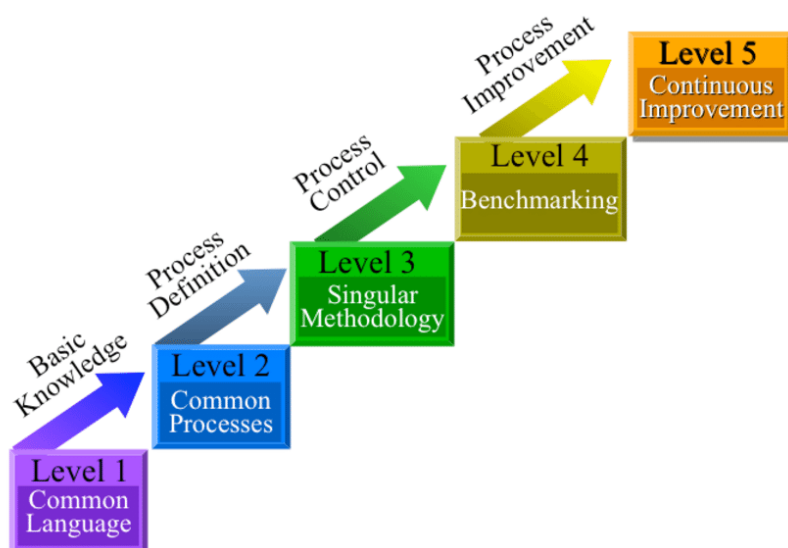 Level 1
Common
Language
Basic
Knowledge
Level 2
Common
Processes
Process
Definition
Level 3
Singular
Methodology
Process
Control
Level 4
Benchmarking
Process
Improvement
Level 5
Continuous
Improvement